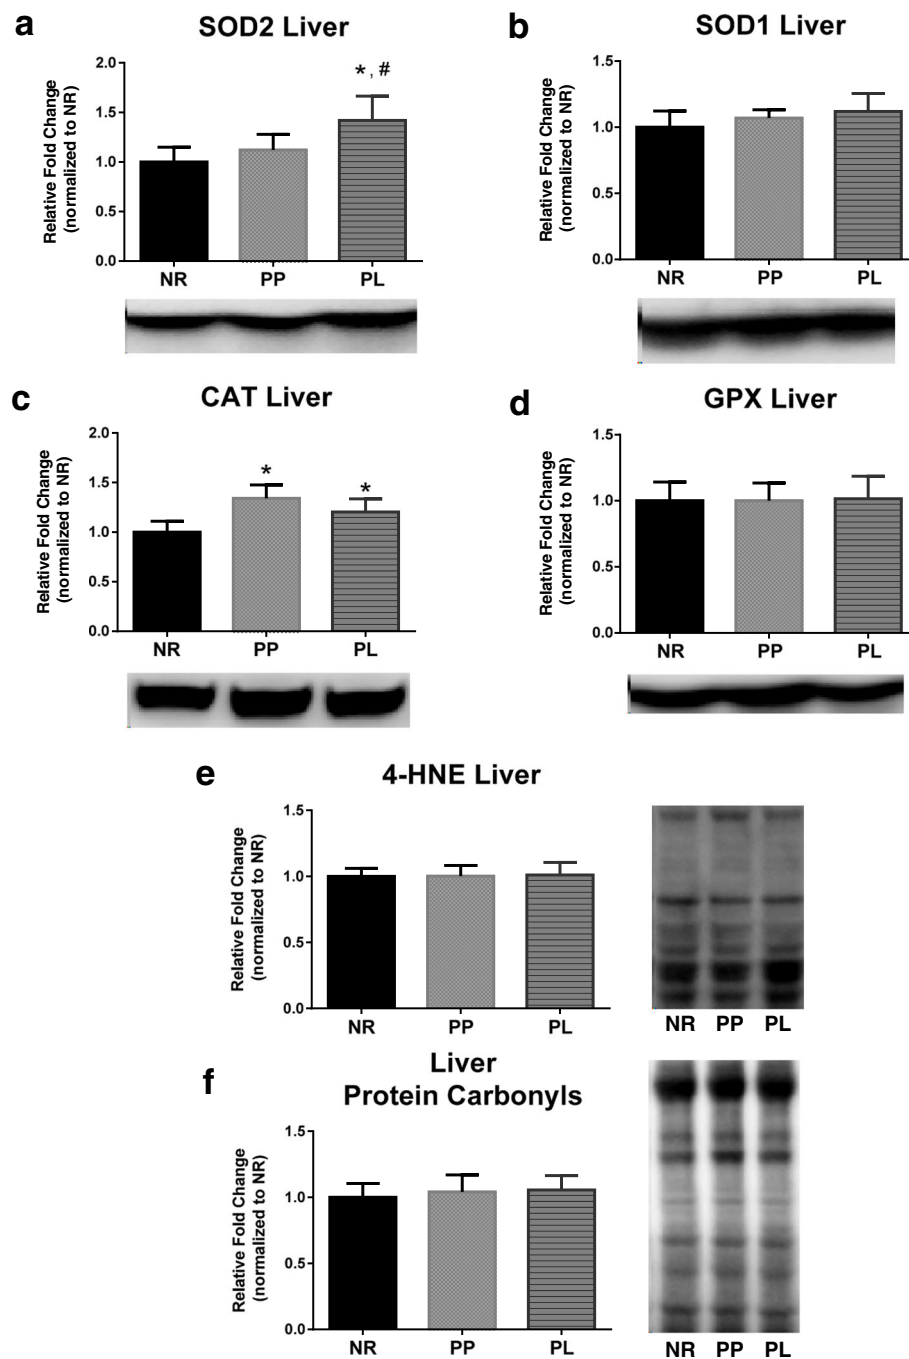 a
SOD2 Liver
Relative Fold Change
(normalized to NR)
2.0
1.5
1.0
0.5
0.0
*, #
NR PP PL
b
SOD1 Liver
Relative Fold Change
(normalized to NR)
1.5
1.0
0.5
0.0
NR PP PL
c
CAT Liver
Relative Fold Change
(normalized to NR)
2.0
1.5
1.0
0.5
0.0
*
*
NR PP PL
d
GPX Liver
Relative Fold Change
(normalized to NR)
1.5
1.0
0.5
0.0
NR PP PL
e
4-HNE Liver
Relative Fold Change
(normalized to NR)
1.5
1.0
0.5
0.0
NR PP PL
NR PP PL
f
Liver
Protein Carbonyls
Relative Fold Change
(normalized to NR)
1.5
1.0
0.5
0.0
NR PP PL
NR PP PL